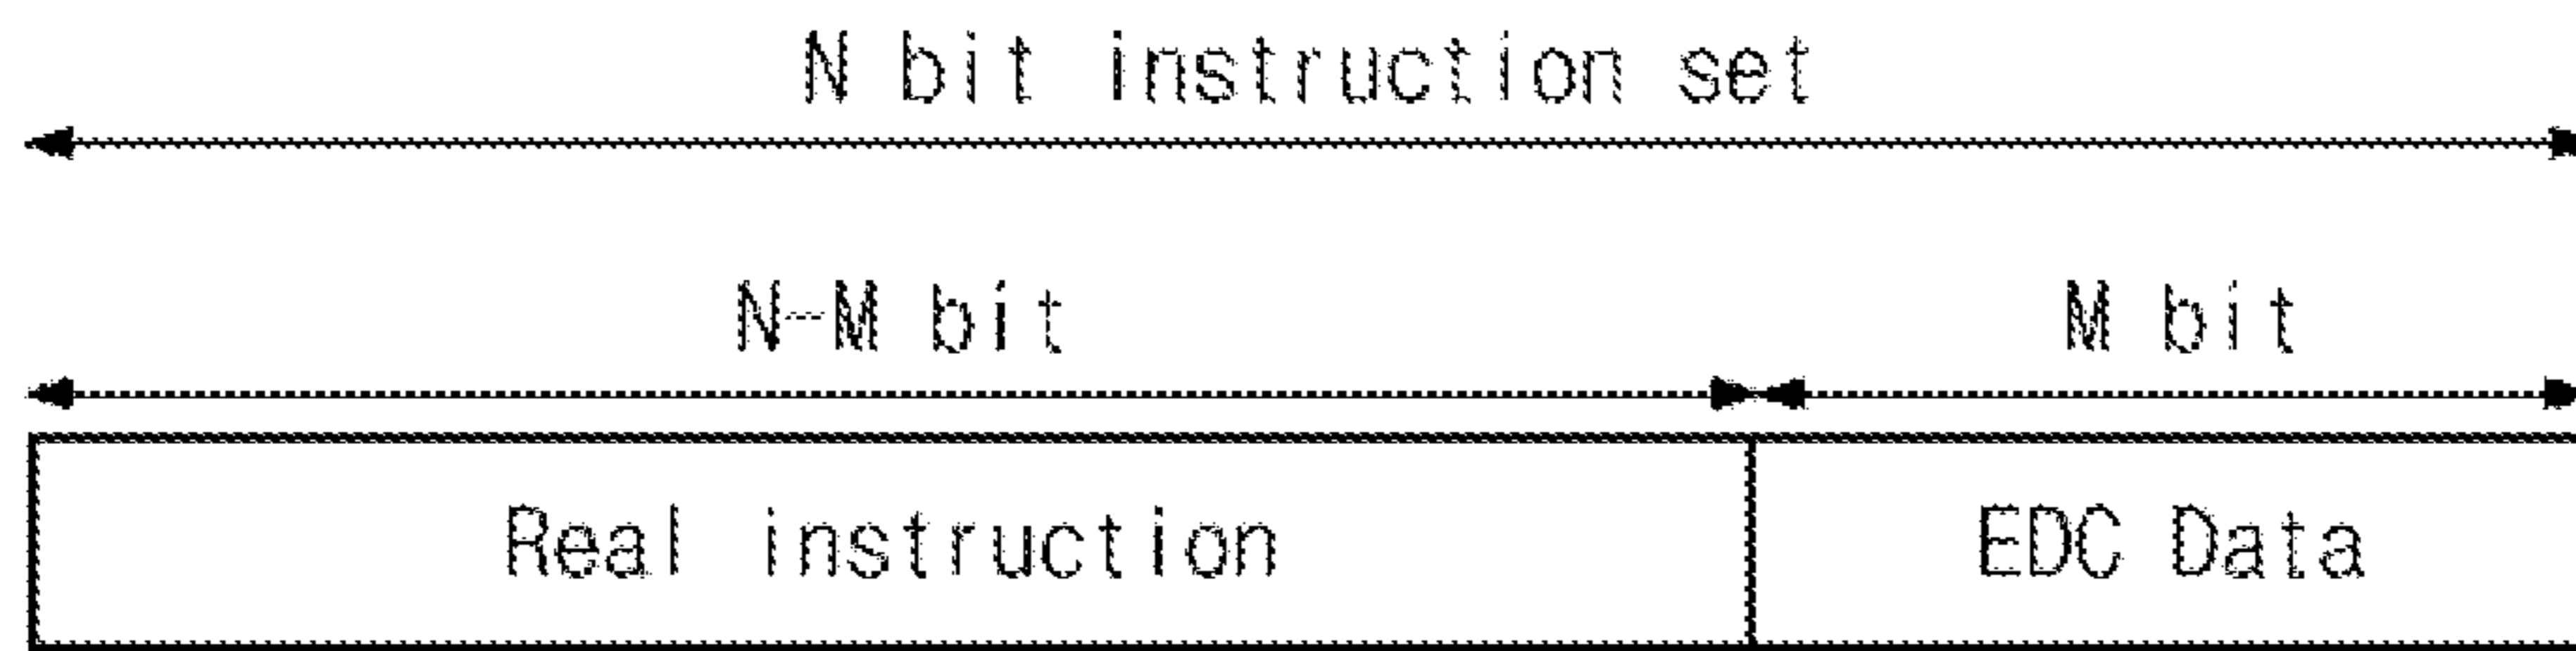 N bit instruction set
N-M bit M bit
Real instruction EDC Data